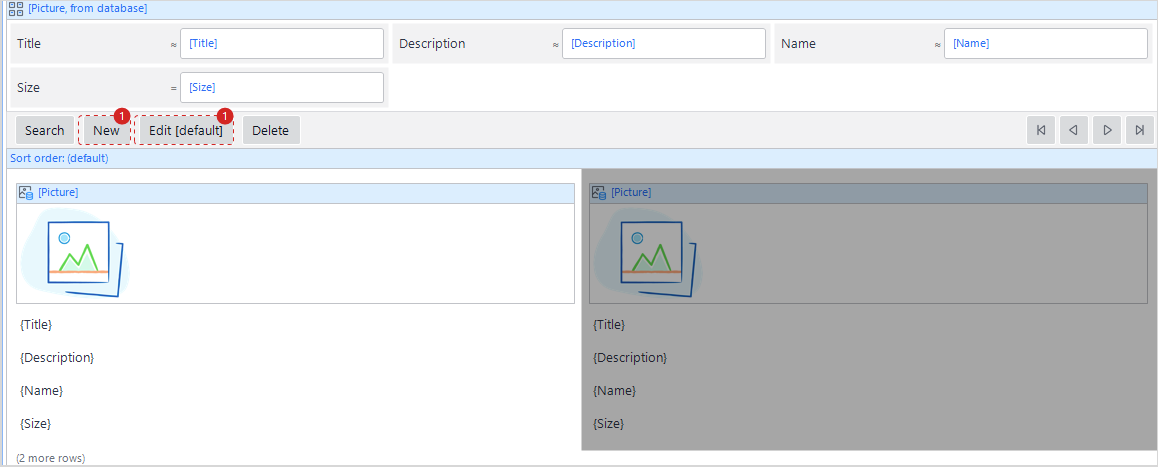 [Picture, from database]
Title ≈ [Title] Description ≈ [Description] Name ≈ [Name]
Size = [Size]
Search New 1 Edit [default] 1 Delete
Sort order: (default)
[Picture] [Picture]
{Title} {Title}
{Description} {Description}
{Name} {Name}
{Size} {Size}
(2 more rows)